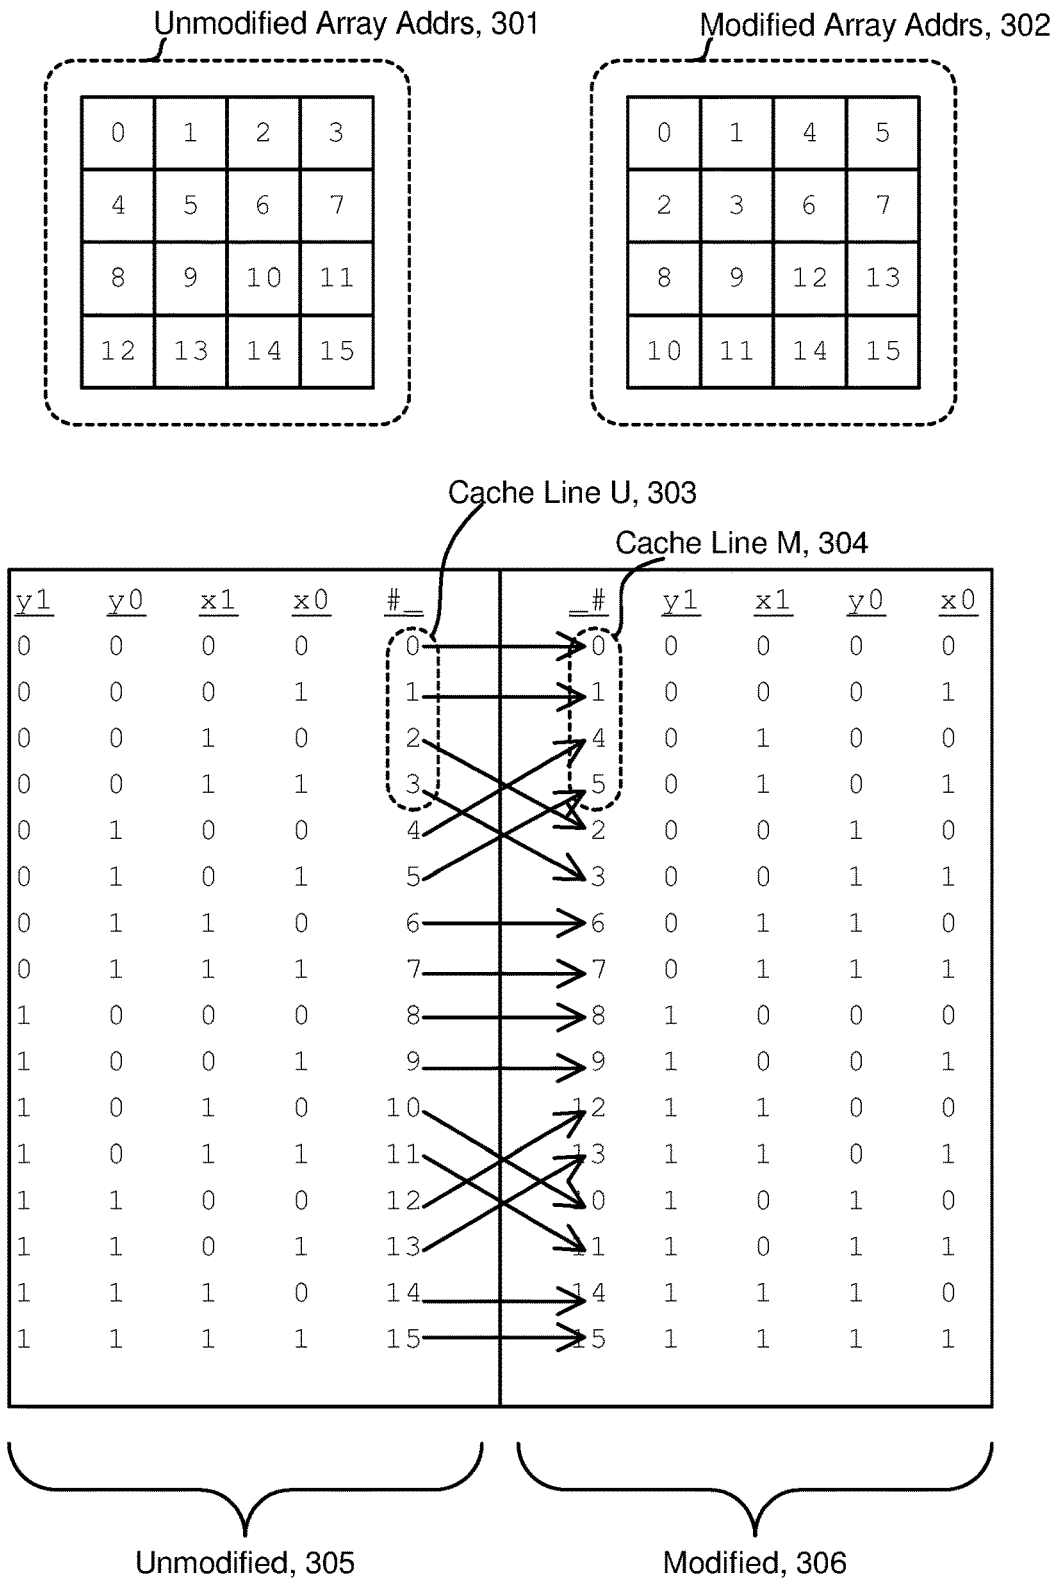 Unmodified Array Addrs, 301 Modified Array Addrs, 302
0 1 2 3 0 1 4 5
4 5 6 7 2 3 6 7
8 9 10 11 8 9 12 13
12 13 14 15 10 11 14 15
Cache Line U, 303
Cache Line M, 304
y1 y0 x1 x0 #_ _# y1 x1 y0 x0
0 0 0 0 0 0 0 0 0 0
0 0 0 1 1 1 0 0 0 1
0 0 1 0 2 4 0 1 0 0
0 0 1 1 3 5 0 1 0 1
0 1 0 0 4 2 0 0 1 0
0 1 0 1 5 3 0 0 1 1
0 1 1 0 6 6 0 1 1 0
0 1 1 1 7 7 0 1 1 1
1 0 0 0 8 8 1 0 0 0
1 0 0 1 9 9 1 0 0 1
1 0 1 0 10 12 1 1 0 0
1 0 1 1 11 13 1 1 0 1
1 1 0 0 12 10 1 0 1 0
1 1 0 1 13 11 1 0 1 1
1 1 1 0 14 14 1 1 1 0
1 1 1 1 15 15 1 1 1 1
Unmodified, 305 Modified, 306